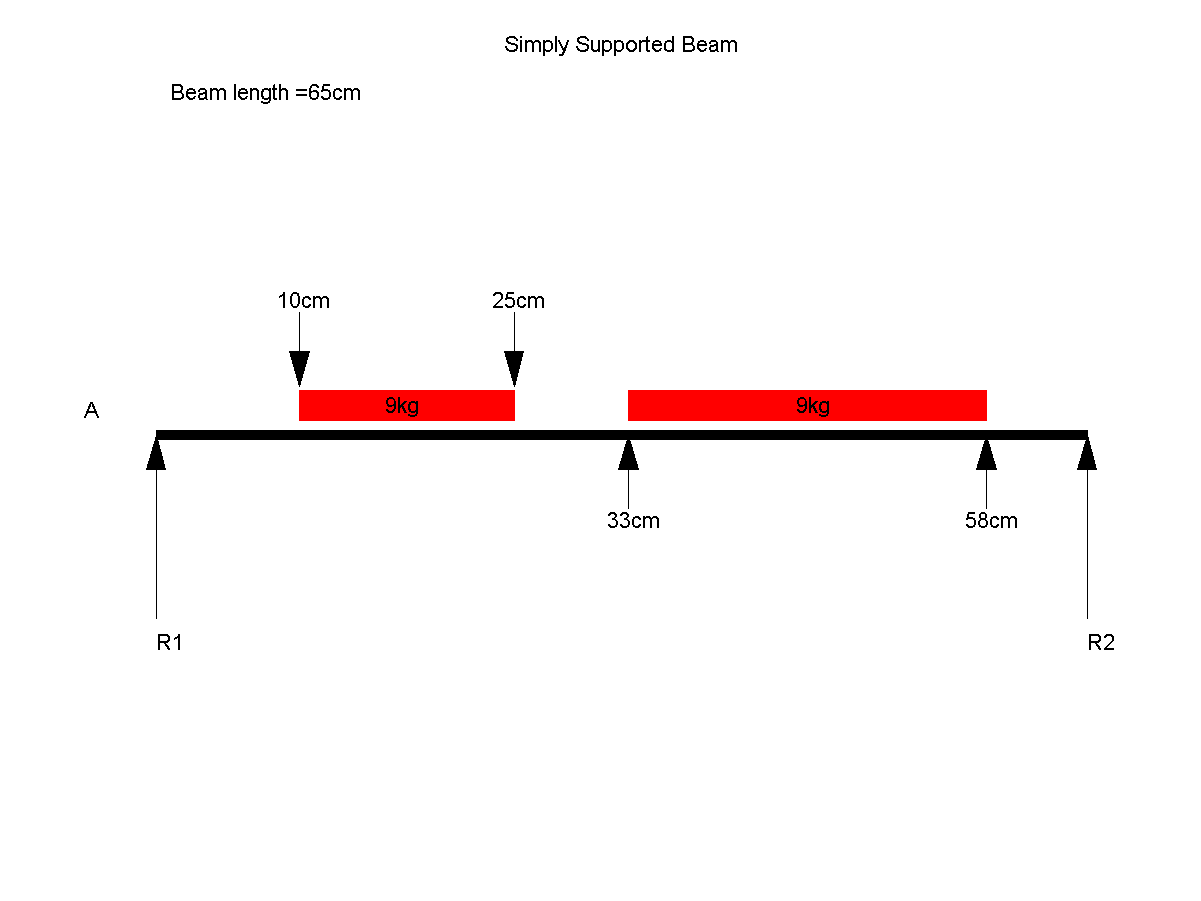 Simply Supported Beam
Beam length =65cm
10cm
25cm
A
9kg
9kg
33cm
58cm
R1
R2